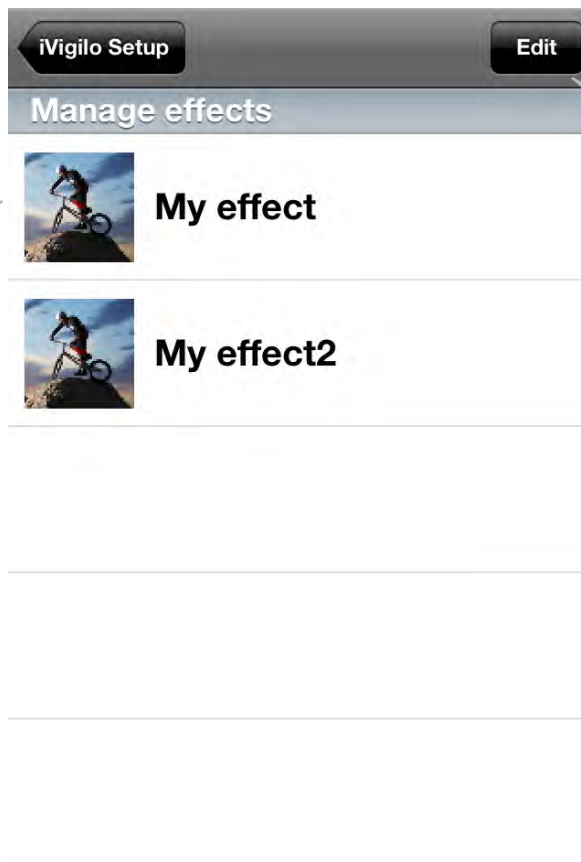 iVigilo Setup
Edit
Manage effects
My effect
My effect2